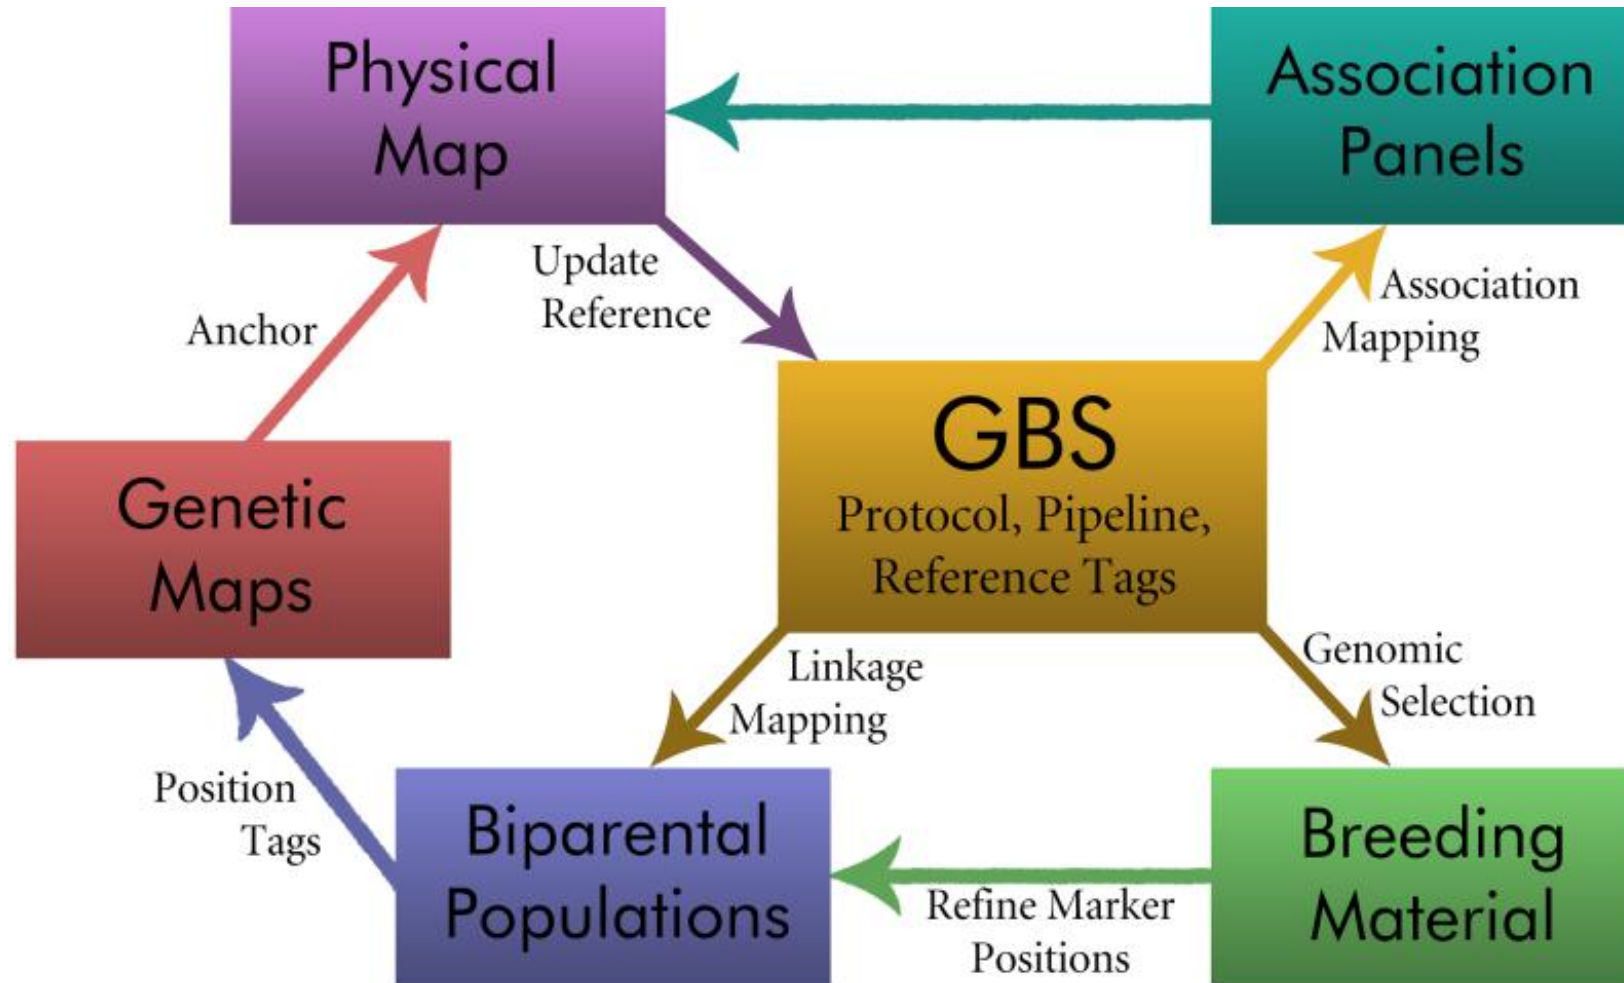 Physical
Map
Association
Panels
Update
Reference
Association
Mapping
Anchor
GBS
Protocol, Pipeline,
Reference Tags
Genetic
Maps
Linkage
Mapping
Genomic
Selection
Position
Tags
Biparental
Populations
Refine Marker
Positions
Breeding
Material